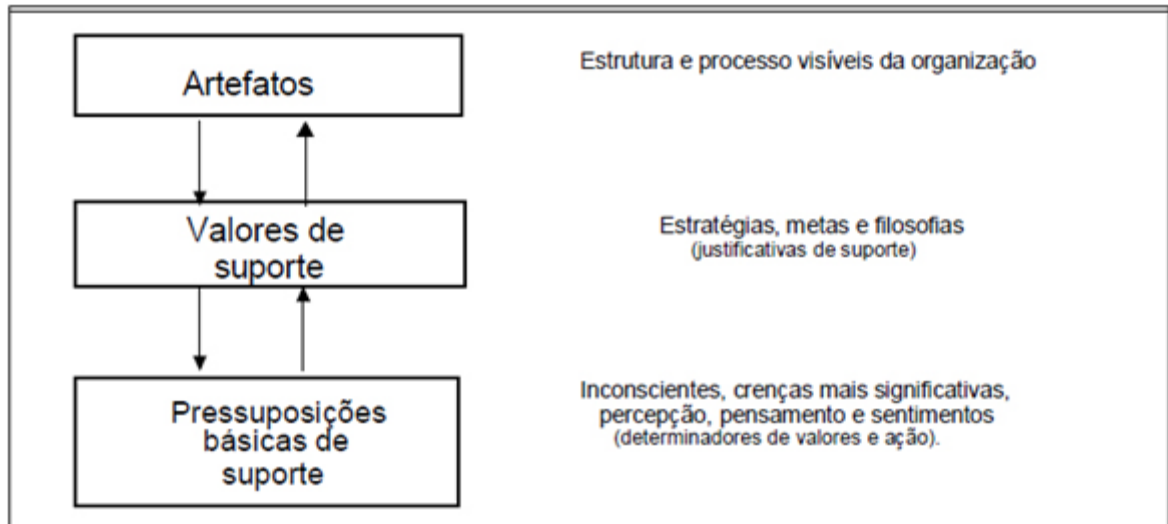 Artefatos
Estrutura e processo visíveis da organização
Valores de
suporte
Estratégias, metas e filosofias
(justificativas de suporte)
Pressuposições
básicas de
suporte
Inconscientes, crenças mais significativas,
percepção, pensamento e sentimentos
(determinadores de valores e ação).